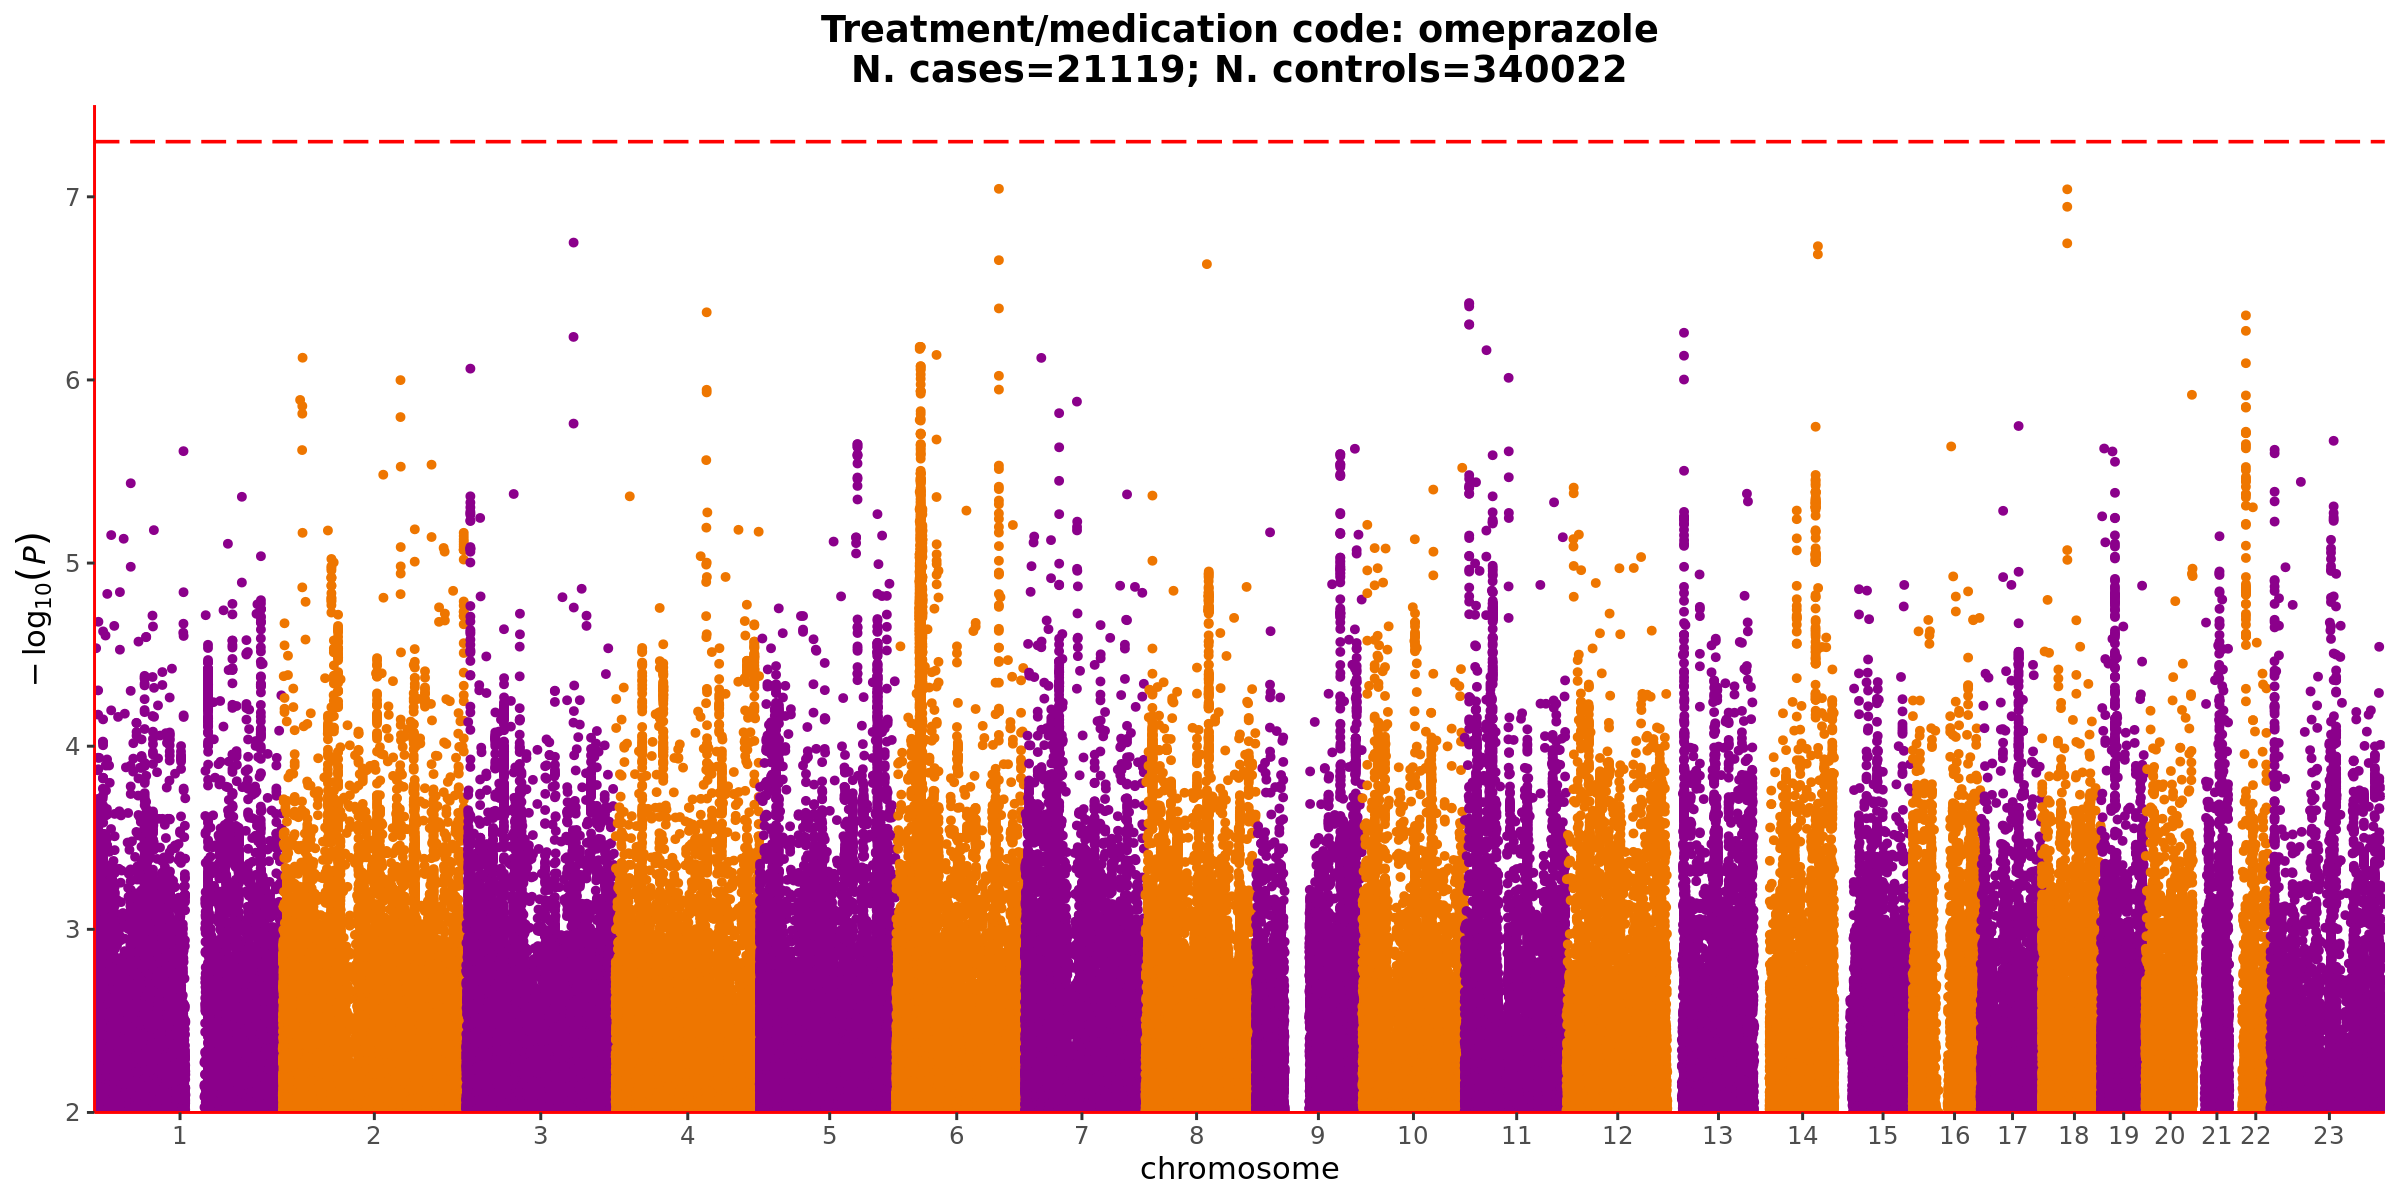 Treatment/medication code: omeprazole
N. cases=21119; N. controls=340022
7
6
5
4
3
2
−log10(P)
1 2 3 4 5 6 7 8 9 10 11 12 13 14 15 16 17 18 19 20 21 22 23
chromosome